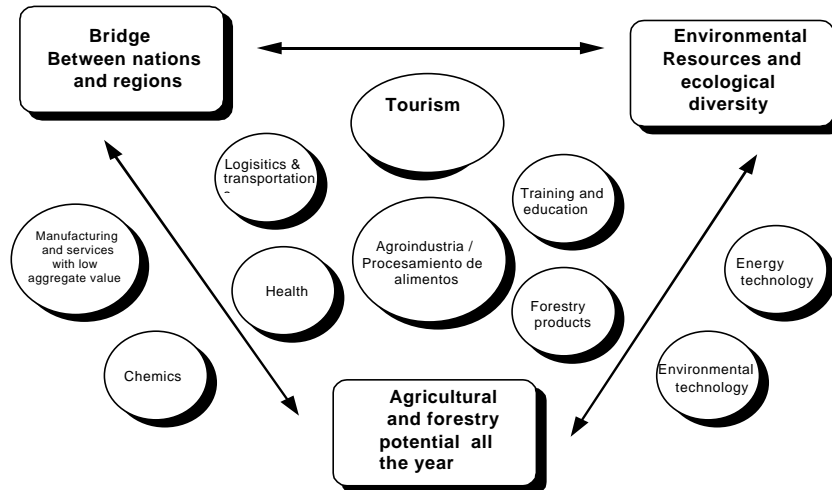 Bridge
Between nations
and regions
Environmental
Resources and
ecological
diversity
Tourism
Logisitics &
transportation
Training and
education
Manufacturing
and services
with low
aggregate value
Agroindustria /
Procesamiento de
alimentos
Health
Energy
technology
Forestry
products
Chemics
Environmental
technology
Agricultural
and forestry
potential all
the year